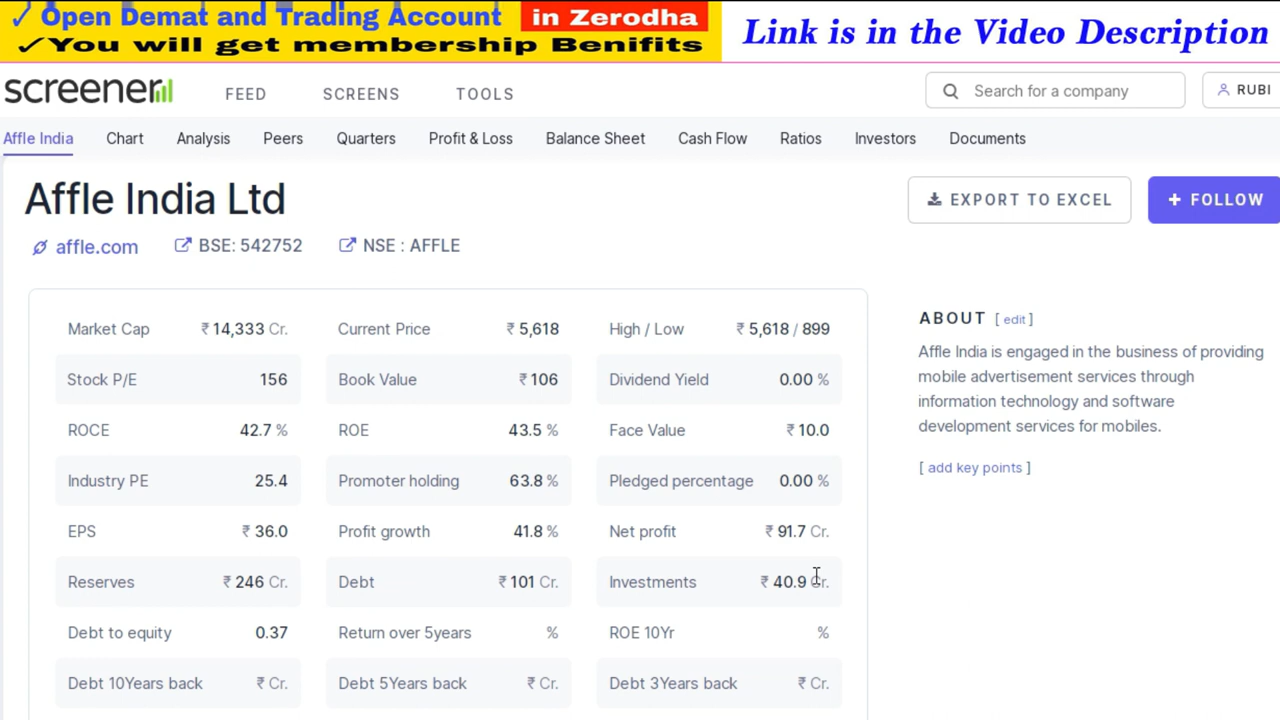 ✓ Open Demat and Trading Account in Zerodha
✓You will get membership Benifits
Link is in the Video Description
screener
FEED SCREENS TOOLS
Search for a company
RUBI
Affle India Chart Analysis Peers Quarters Profit & Loss Balance Sheet Cash Flow Ratios Investors Documents
Affle India Ltd
EXPORT TO EXCEL
+ FOLLOW
affle.com BSE: 542752 NSE : AFFLE
Market Cap ₹ 14,333 Cr. Current Price ₹ 5,618 High / Low ₹ 5,618 / 899
Stock P/E 156 Book Value ₹ 106 Dividend Yield 0.00 %
ROCE 42.7 % ROE 43.5 % Face Value ₹ 10.0
Industry PE 25.4 Promoter holding 63.8 % Pledged percentage 0.00 %
EPS ₹ 36.0 Profit growth 41.8 % Net profit ₹ 91.7 Cr.
Reserves ₹ 246 Cr. Debt ₹ 101 Cr. Investments ₹ 40.9 Cr.
Debt to equity 0.37 Return over 5years % ROE 10Yr %
Debt 10Years back ₹ Cr. Debt 5Years back ₹ Cr. Debt 3Years back ₹ Cr.
ABOUT [ edit ]
Affle India is engaged in the business of providing
mobile advertisement services through
information technology and software
development services for mobiles.
[ add key points ]